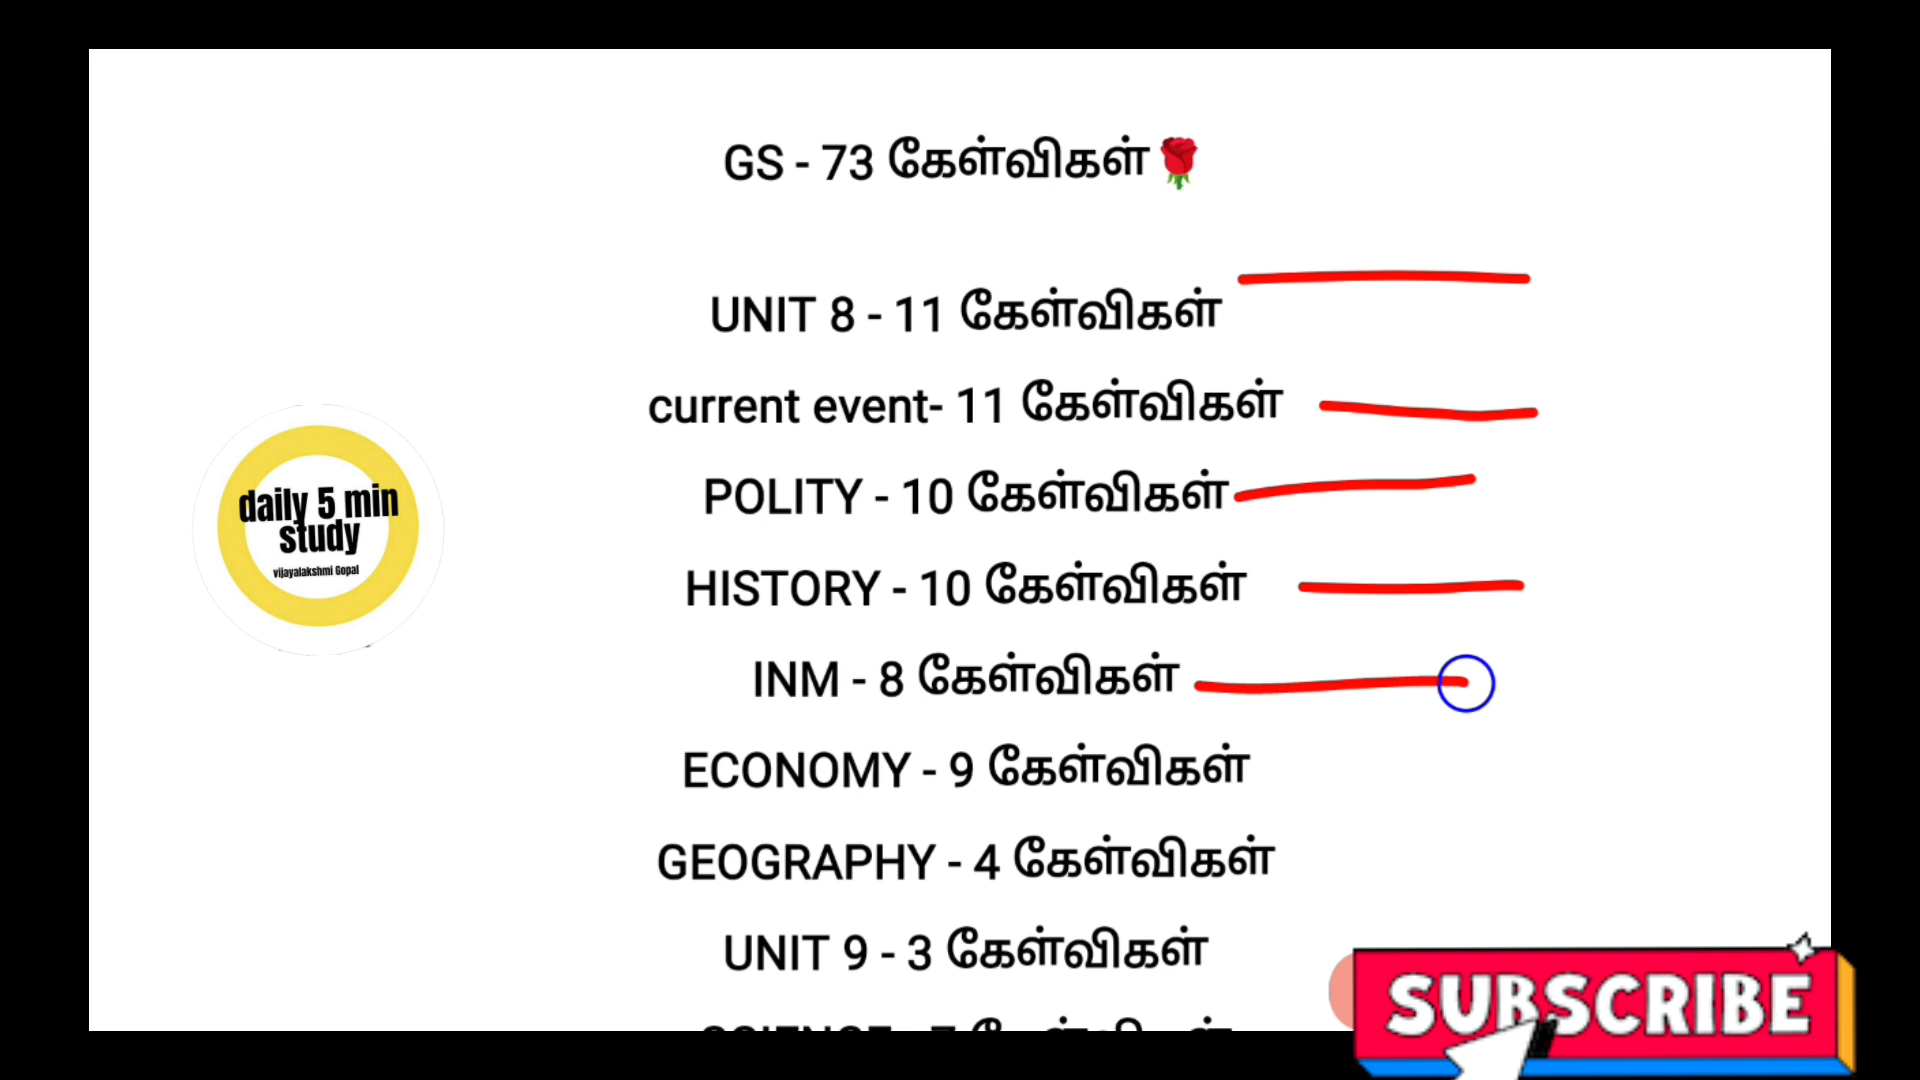 GS - 73 கேள்விகள்🌹
UNIT 8 - 11 கேள்விகள்
current event- 11 கேள்விகள்
POLITY - 10 கேள்விகள்
HISTORY - 10 கேள்விகள்
INM - 8 கேள்விகள்
ECONOMY - 9 கேள்விகள்
GEOGRAPHY - 4 கேள்விகள்
UNIT 9 - 3 கேள்விகள்
daily 5 min
study
vijayalakshmi Gopal
SUBSCRIBE